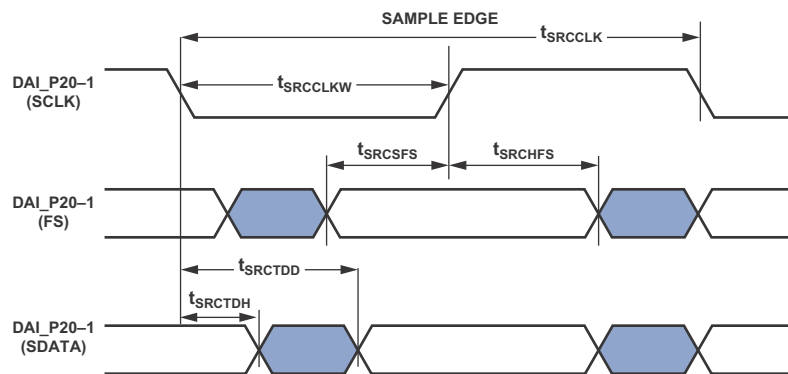 SAMPLE EDGE
tSRCCLK
DAI_P20–1
(SCLK)
tSRCCLKW
tSRCSFS
tSRCHFS
DAI_P20–1
(FS)
tSRCTDD
tSRCTDH
DAI_P20–1
(SDATA)